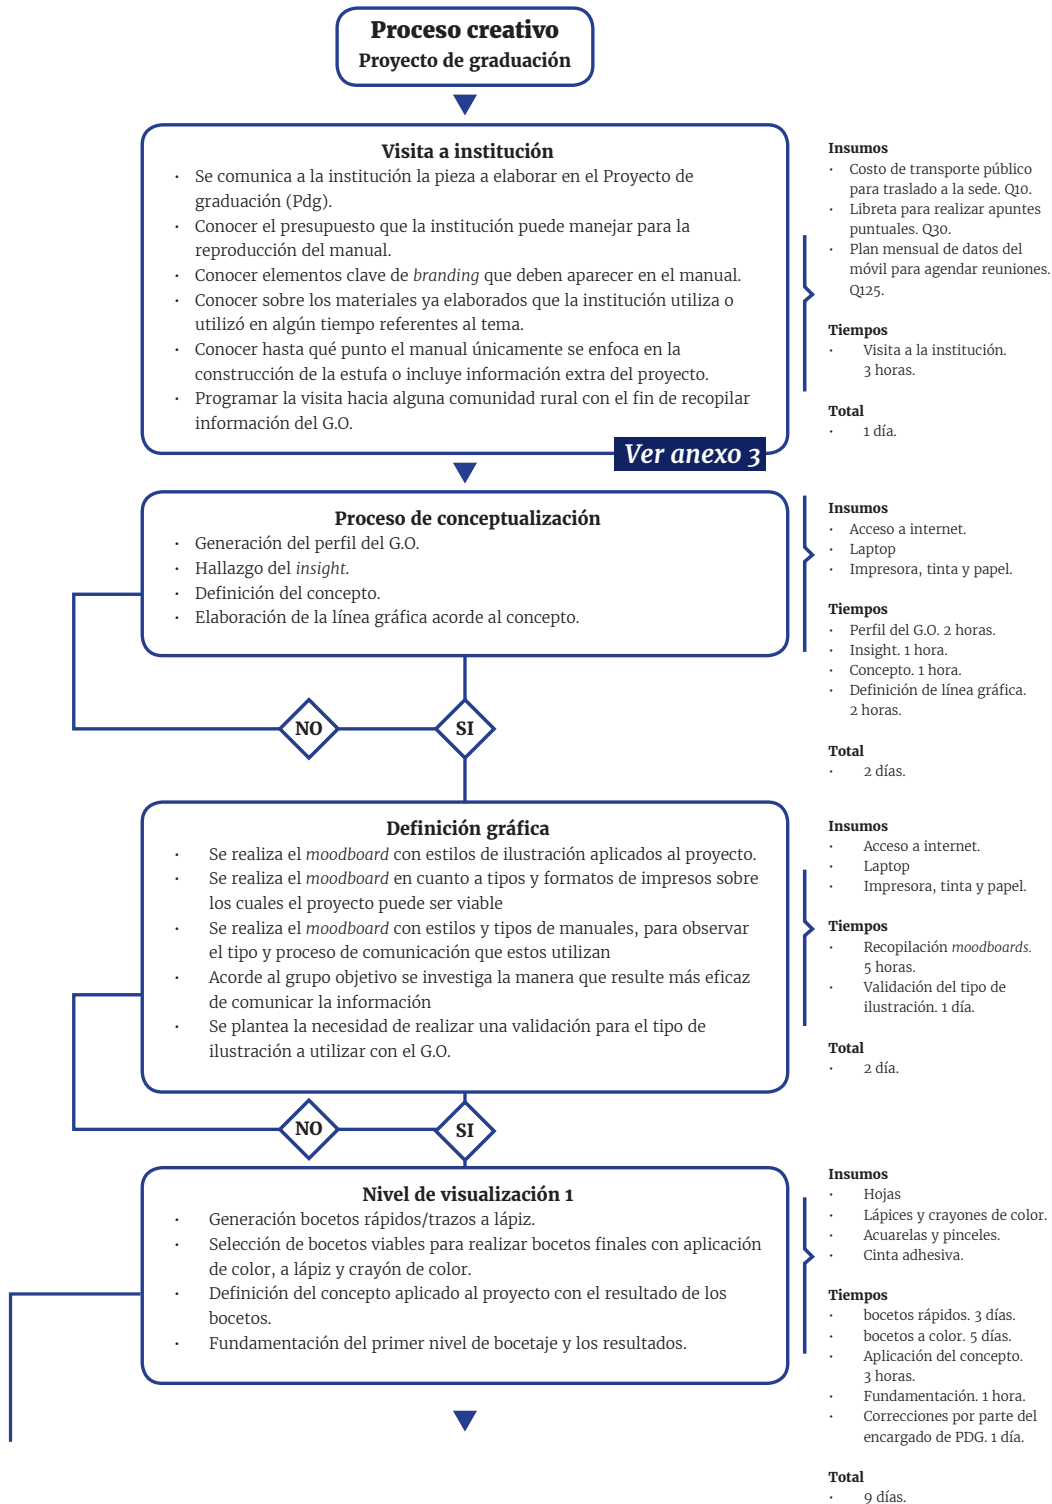 Proceso creativo
Proyecto de graduación
Visita a institución
· Se comunica a la institución la pieza a elaborar en el Proyecto de
graduación (Pdg).
· Conocer el presupuesto que la institución puede manejar para la
reproducción del manual.
· Conocer elementos clave de branding que deben aparecer en el manual.
· Conocer sobre los materiales ya elaborados que la institución utiliza o
utilizó en algún tiempo referentes al tema.
· Conocer hasta qué punto el manual únicamente se enfoca en la
construcción de la estufa o incluye información extra del proyecto.
· Programar la visita hacia alguna comunidad rural con el fin de recopilar
información del G.O.
Ver anexo 3
Insumos
· Costo de transporte público
para traslado a la sede. Q10.
· Libreta para realizar apuntes
puntuales. Q30.
· Plan mensual de datos del
móvil para agendar reuniones.
Q125.
Tiempos
· Visita a la institución.
3 horas.
Total
· 1 día.
Proceso de conceptualización
· Generación del perfil del G.O.
· Hallazgo del insight.
· Definición del concepto.
· Elaboración de la línea gráfica acorde al concepto.
NO
SI
Insumos
· Acceso a internet.
· Laptop
· Impresora, tinta y papel.
Tiempos
· Perfil del G.O. 2 horas.
· Insight. 1 hora.
· Concepto. 1 hora.
· Definición de línea gráfica.
2 horas.
Total
· 2 días.
Definición gráfica
· Se realiza el moodboard con estilos de ilustración aplicados al proyecto.
· Se realiza el moodboard en cuanto a tipos y formatos de impresos sobre
los cuales el proyecto puede ser viable
· Se realiza el moodboard con estilos y tipos de manuales, para observar
el tipo y proceso de comunicación que estos utilizan
· Acorde al grupo objetivo se investiga la manera que resulte más eficaz
de comunicar la información
· Se plantea la necesidad de realizar una validación para el tipo de
ilustración a utilizar con el G.O.
NO
SI
Insumos
· Acceso a internet.
· Laptop
· Impresora, tinta y papel.
Tiempos
· Recopilación moodboards.
5 horas.
· Validación del tipo de
ilustración. 1 día.
Total
· 2 día.
Nivel de visualización 1
· Generación bocetos rápidos/trazos a lápiz.
· Selección de bocetos viables para realizar bocetos finales con aplicación
de color, a lápiz y crayón de color.
· Definición del concepto aplicado al proyecto con el resultado de los
bocetos.
· Fundamentación del primer nivel de bocetaje y los resultados.
Insumos
· Hojas
· Lápices y crayones de color.
· Acuarelas y pinceles.
· Cinta adhesiva.
Tiempos
· bocetos rápidos. 3 días.
· bocetos a color. 5 días.
· Aplicación del concepto.
3 horas.
· Fundamentación. 1 hora.
· Correcciones por parte del
encargado de PDG. 1 día.
Total
· 9 días.